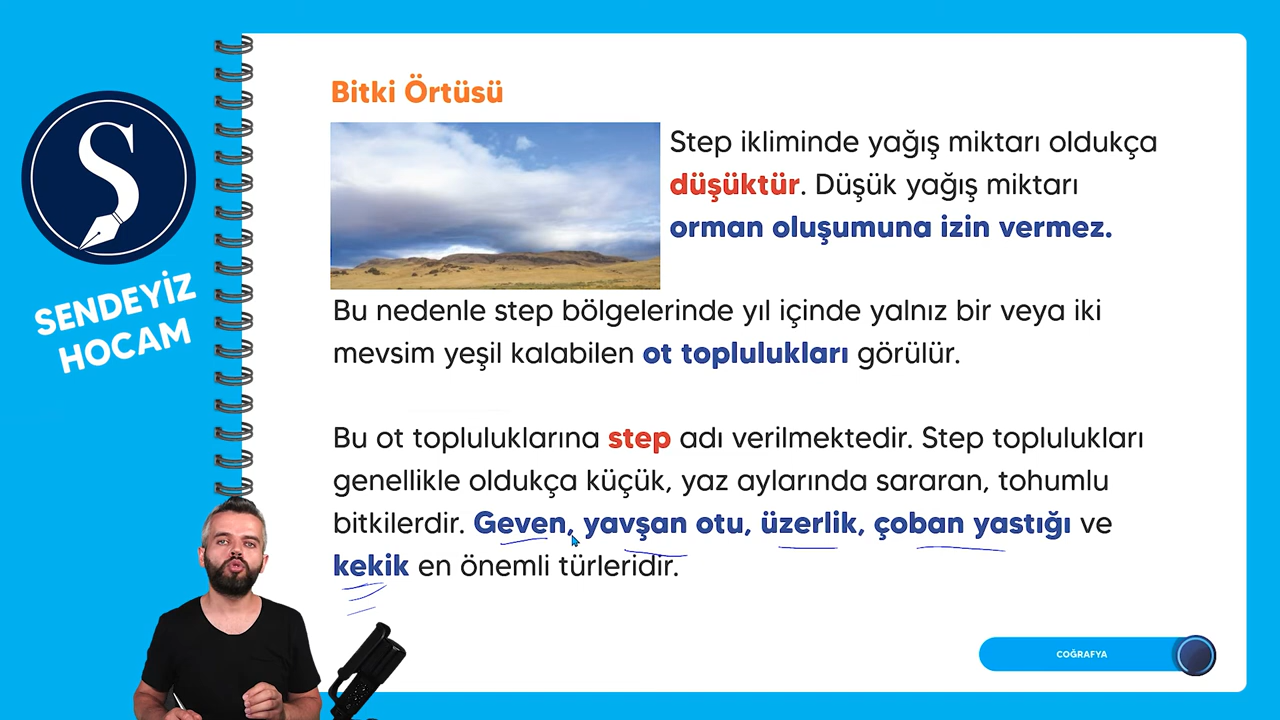 Bitki Örtüsü
Step ikliminde yağış miktarı oldukça
düşüktür. Düşük yağış miktarı
orman oluşumuna izin vermez.
Bu nedenle step bölgelerinde yıl içinde yalnız bir veya iki
mevsim yeşil kalabilen ot toplulukları görülür.
Bu ot topluluklarına step adı verilmektedir. Step toplulukları
genellikle oldukça küçük, yaz aylarında sararan, tohumlu
bitkilerdir. Geven, yavşan otu, üzerlik, çoban yastığı ve
kekik en önemli türleridir.
S
SENDEYİZ
HOCAM
COĞRAFYA